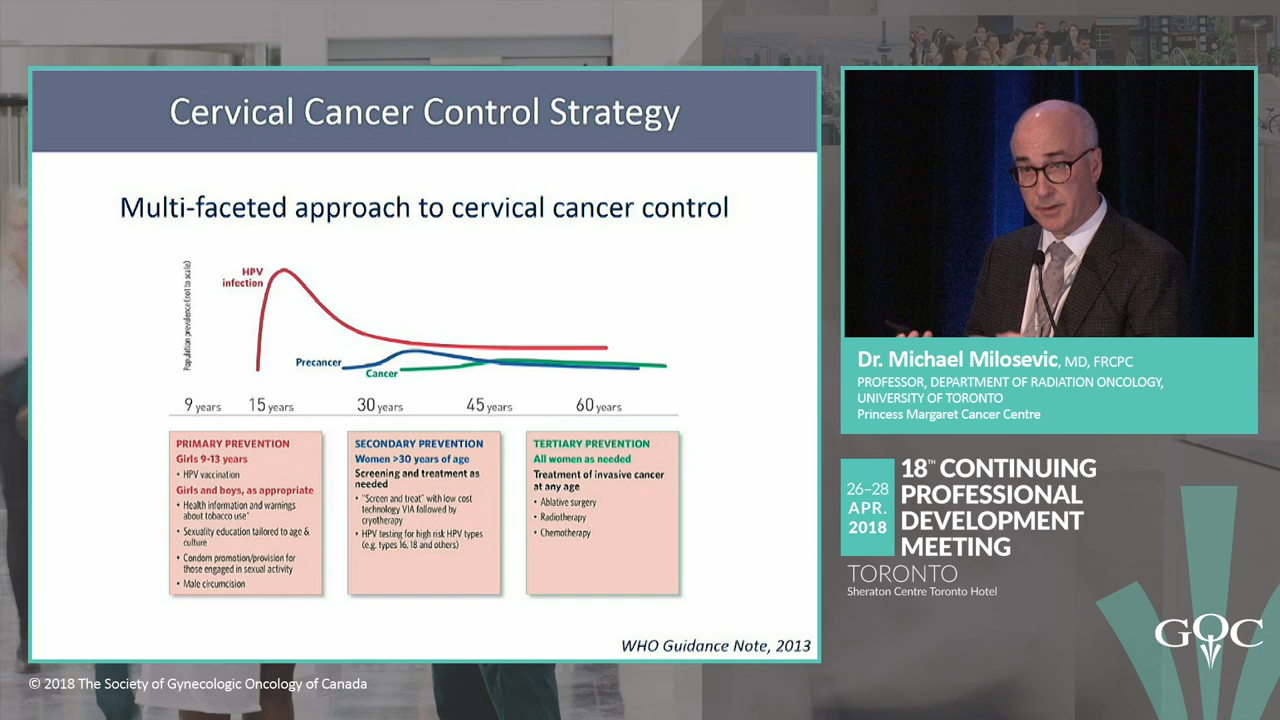 Cervical Cancer Control Strategy
Multi-faceted approach to cervical cancer control
Population prevalence (not to scale)
HPV
infection
Precancer
Cancer
9 years 15 years 30 years 45 years 60 years
PRIMARY PREVENTION
Girls 9-13 years
• HPV vaccination
Girls and boys, as appropriate
• Health information and warnings
about tobacco use*
• Sexuality education tailored to age &
culture
• Condom promotion/provision for
those engaged in sexual activity
• Male circumcision
SECONDARY PREVENTION
Women >30 years of age
Screening and treatment as
needed
• "Screen and treat" with low cost
technology VIA followed by
cryotherapy
• HPV testing for high risk HPV types
(e.g. types 16, 18 and others)
TERTIARY PREVENTION
All women as needed
Treatment of invasive cancer
at any age
• Ablative surgery
• Radiotherapy
• Chemotherapy
WHO Guidance Note, 2013
© 2018 The Society of Gynecologic Oncology of Canada
Dr. Michael Milosevic, MD, FRCPC
PROFESSOR, DEPARTMENT OF RADIATION ONCOLOGY,
UNIVERSITY OF TORONTO
Princess Margaret Cancer Centre
26–28
APR.
2018
18TH CONTINUING
PROFESSIONAL
DEVELOPMENT
MEETING
TORONTO
Sheraton Centre Toronto Hotel
GOC